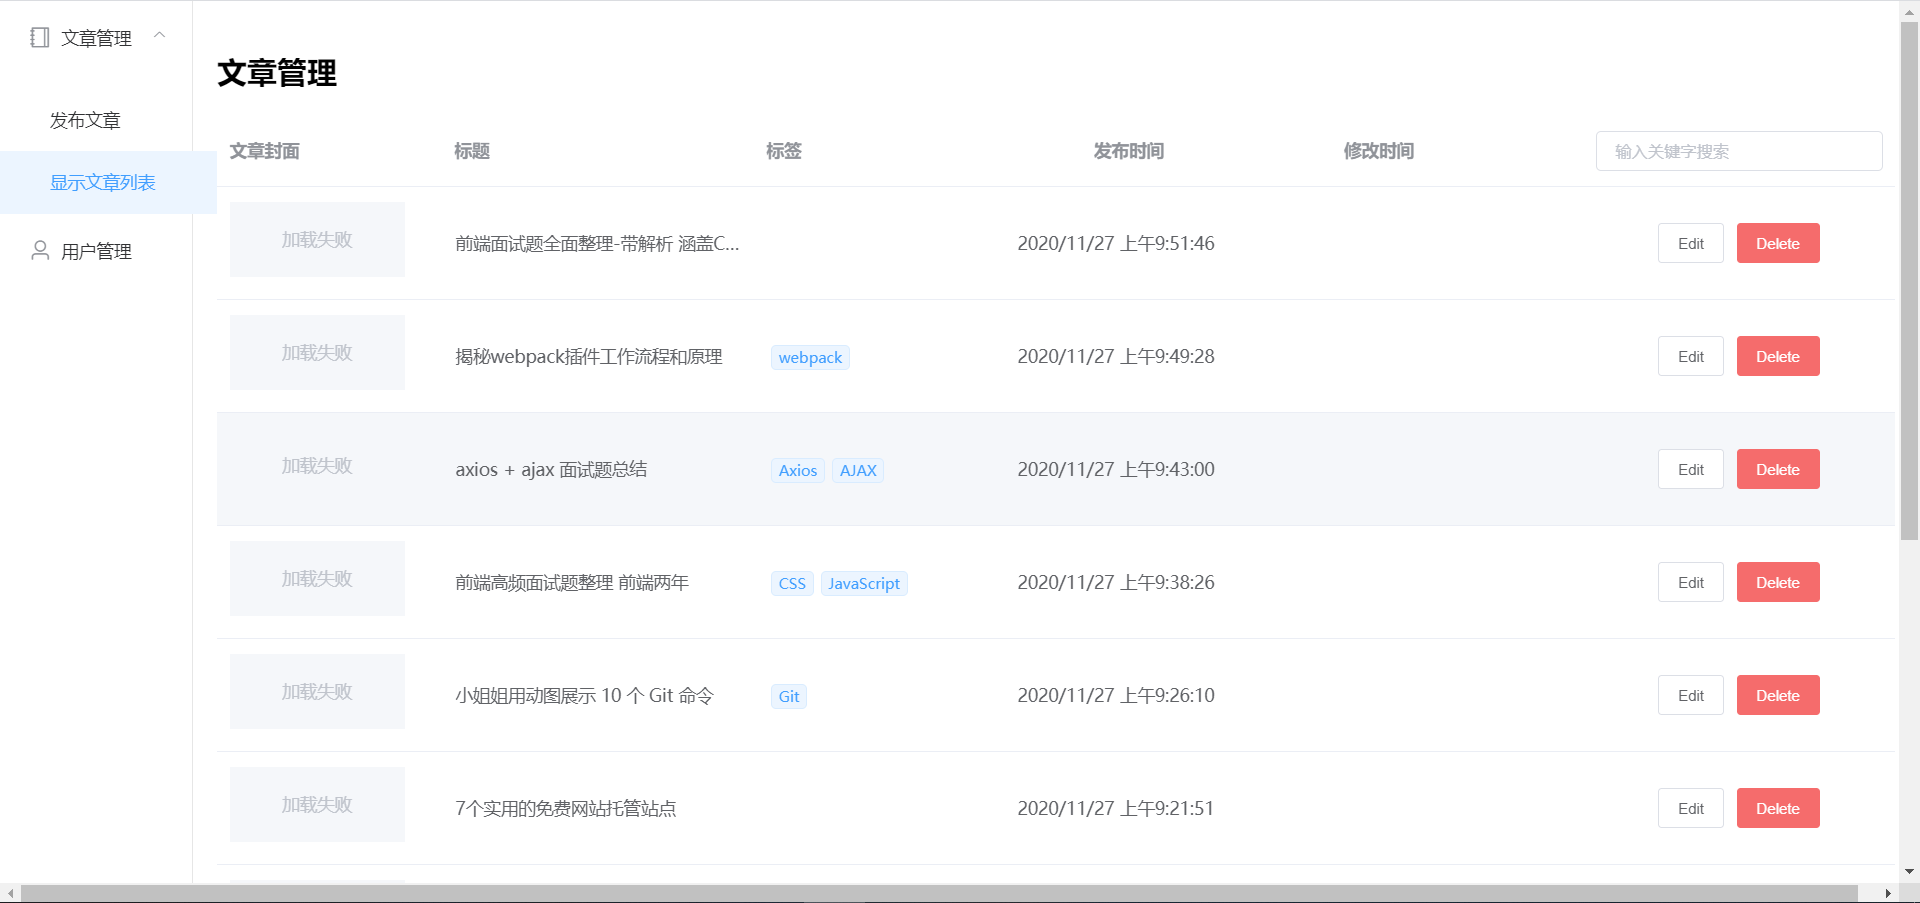 文章管理
发布文章
显示文章列表
用户管理
文章管理
文章封面 标题 标签 发布时间 修改时间 输入关键字搜索
加载失败 前端面试题全面整理-带解析 涵盖C... 2020/11/27 上午9:51:46 Edit Delete
加载失败 揭秘webpack插件工作流程和原理 webpack 2020/11/27 上午9:49:28 Edit Delete
加载失败 axios + ajax 面试题总结 Axios AJAX 2020/11/27 上午9:43:00 Edit Delete
加载失败 前端高频面试题整理 前端两年 CSS JavaScript 2020/11/27 上午9:38:26 Edit Delete
加载失败 小姐姐用动图展示 10 个 Git 命令 Git 2020/11/27 上午9:26:10 Edit Delete
加载失败 7个实用的免费网站托管站点 2020/11/27 上午9:21:51 Edit Delete